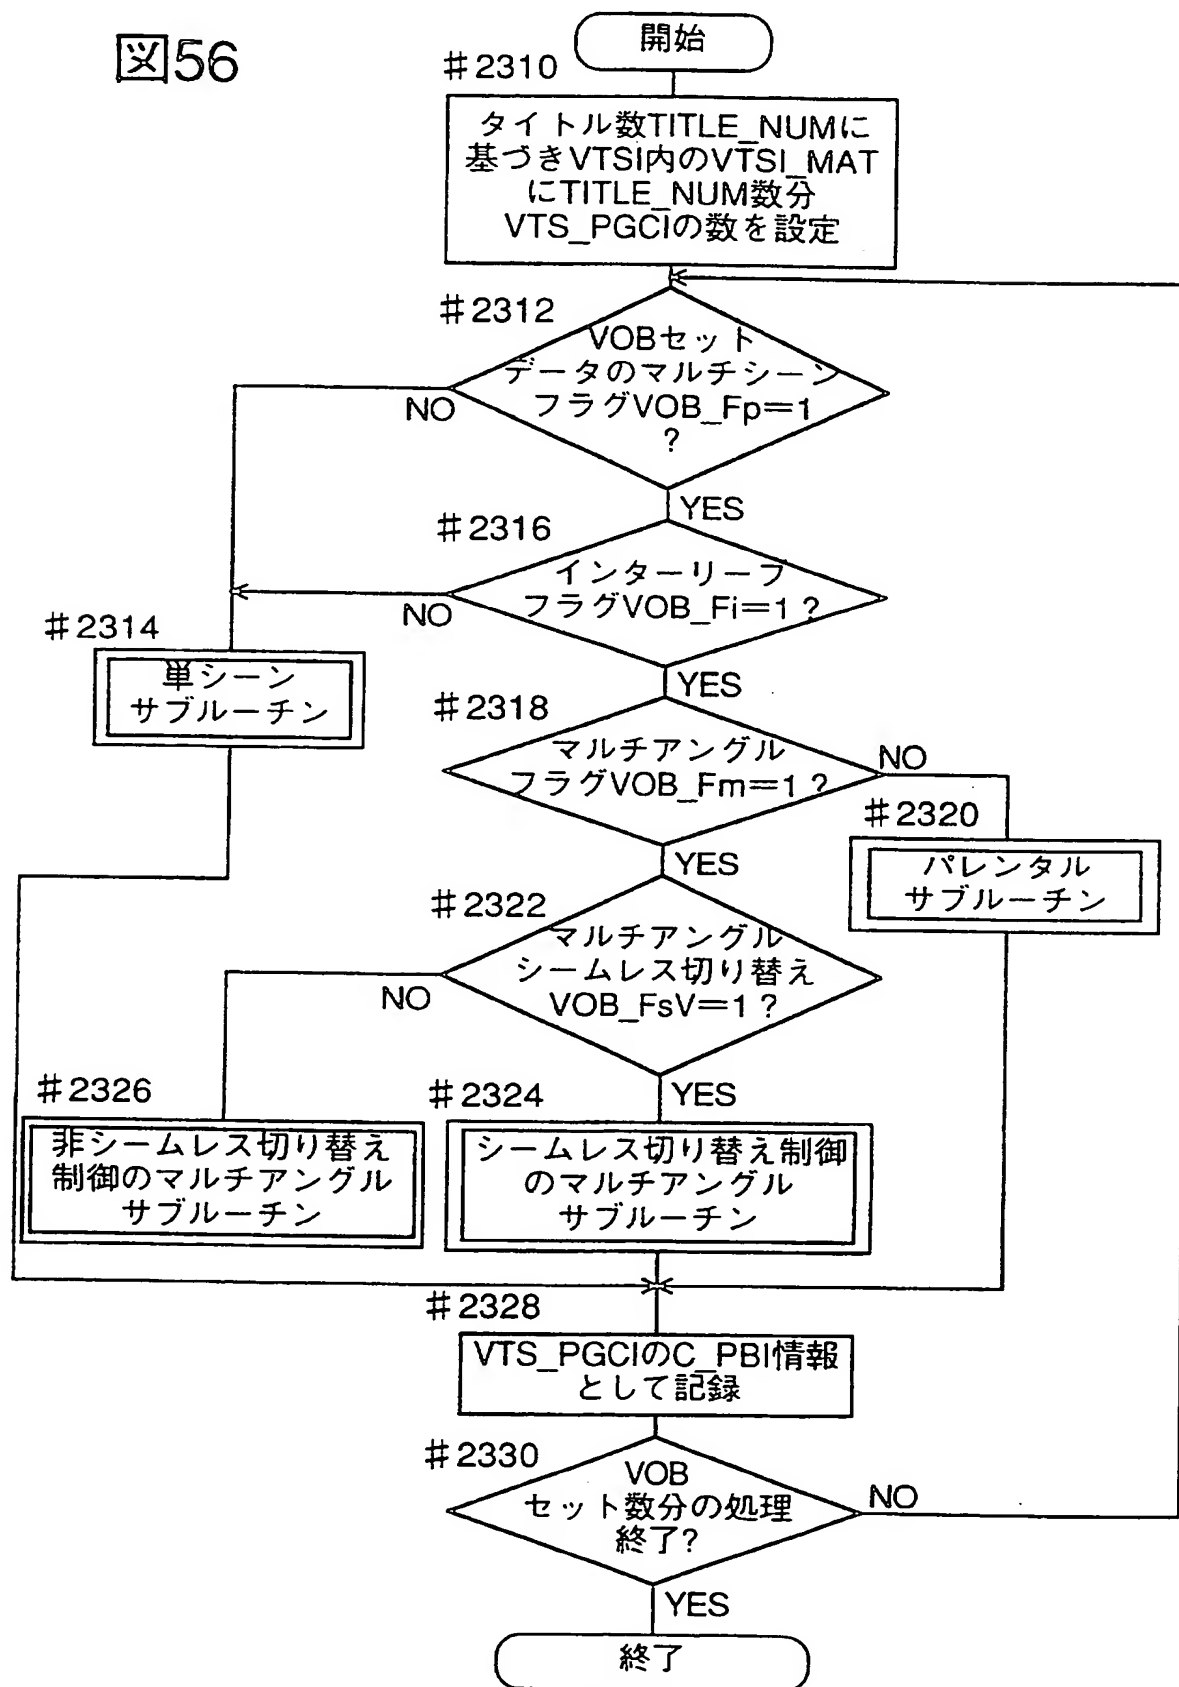 図56
開始
#2310
タイトル数TITLE_NUMに
基づきVTSI内のVTSI_MAT
にTITLE_NUM数分
VTS_PGCIの数を設定
#2312
VOBセット
データのマルチシーン
フラグVOB_Fp=1
?
NO
YES
#2316
インターリーブ
フラグVOB_Fi=1?
NO
YES
#2314
単シーン
サブルーチン
#2318
マルチアングル
フラグVOB_Fm=1?
NO
YES
#2320
パレンタル
サブルーチン
#2322
マルチアングル
シームレス切り替え
VOB_FsV=1?
NO
YES
#2326
非シームレス切り替え
制御のマルチアングル
サブルーチン
#2324
シームレス切り替え制御
のマルチアングル
サブルーチン
#2328
VTS_PGCIのC_PBI情報
として記録
#2330
VOB
セット数分の処理
終了?
NO
YES
終了